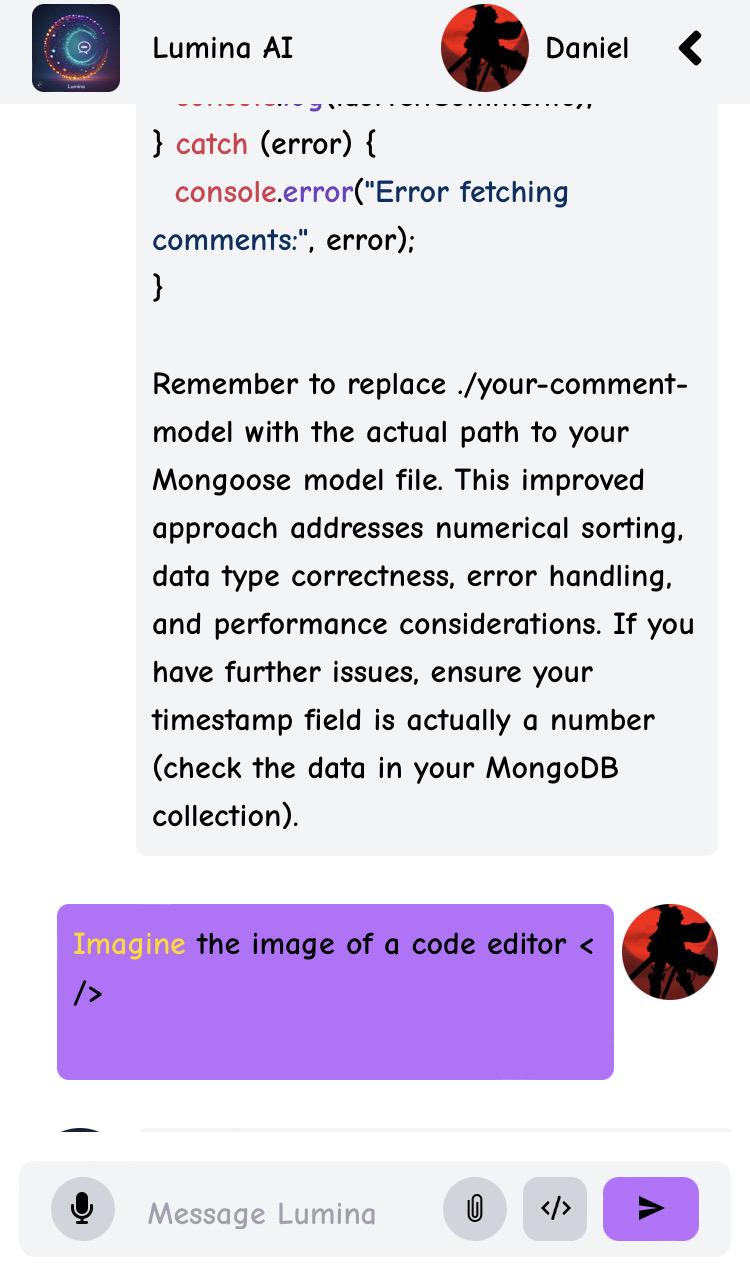 Lumina AI
Daniel
Lumina
} catch (error) {
console.error("Error fetching
comments:", error);
}
Remember to replace ./your-comment-
model with the actual path to your
Mongoose model file. This improved
approach addresses numerical sorting,
data type correctness, error handling,
and performance considerations. If you
have further issues, ensure your
timestamp field is actually a number
(check the data in your MongoDB
collection).
Imagine the image of a code editor <
/>
Message Lumina
</>